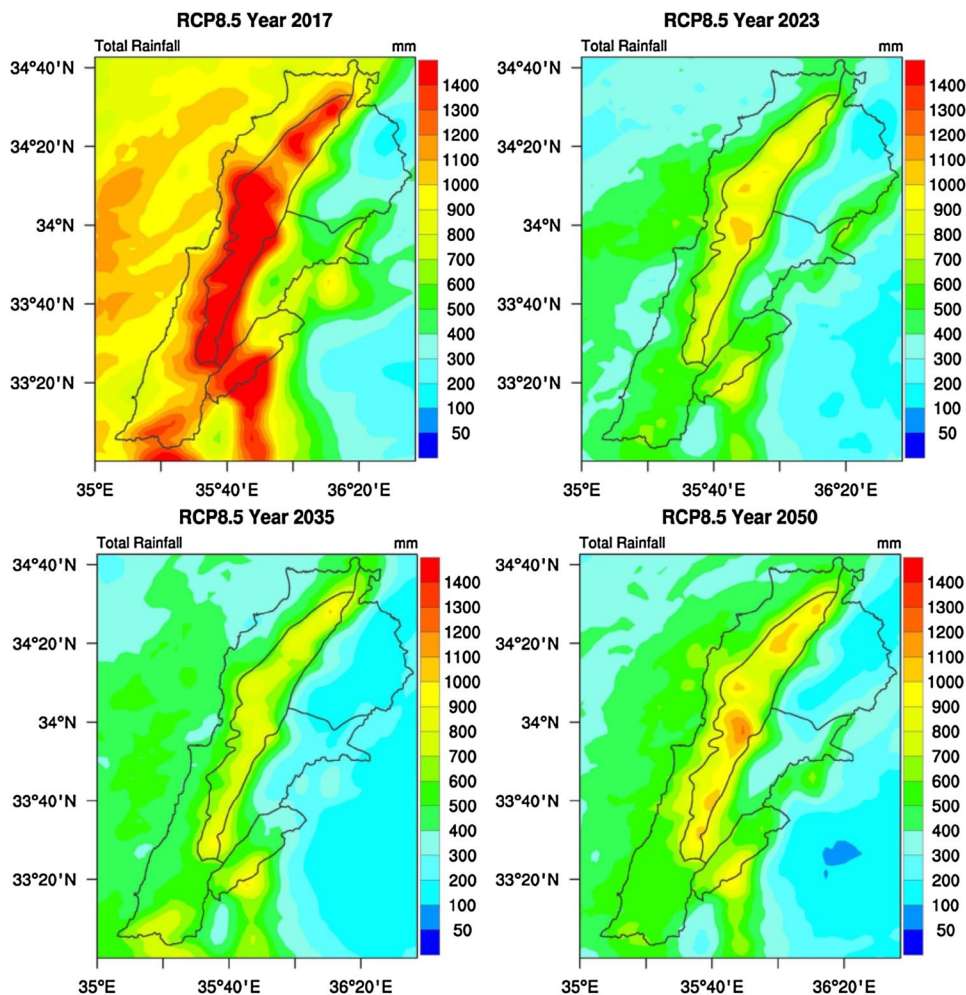 RCP8.5 Year 2017
Total Rainfall mm
34°40'N
34°20'N
34°N
33°40'N
33°20'N
35°E 35°40'E 36°20'E
1400
1300
1200
1100
1000
900
800
700
600
500
400
300
200
100
50
RCP8.5 Year 2023
Total Rainfall mm
34°40'N
34°20'N
34°N
33°40'N
33°20'N
35°E 35°40'E 36°20'E
1400
1300
1200
1100
1000
900
800
700
600
500
400
300
200
100
50
RCP8.5 Year 2035
Total Rainfall mm
34°40'N
34°20'N
34°N
33°40'N
33°20'N
35°E 35°40'E 36°20'E
1400
1300
1200
1100
1000
900
800
700
600
500
400
300
200
100
50
RCP8.5 Year 2050
Total Rainfall mm
34°40'N
34°20'N
34°N
33°40'N
33°20'N
35°E 35°40'E 36°20'E
1400
1300
1200
1100
1000
900
800
700
600
500
400
300
200
100
50